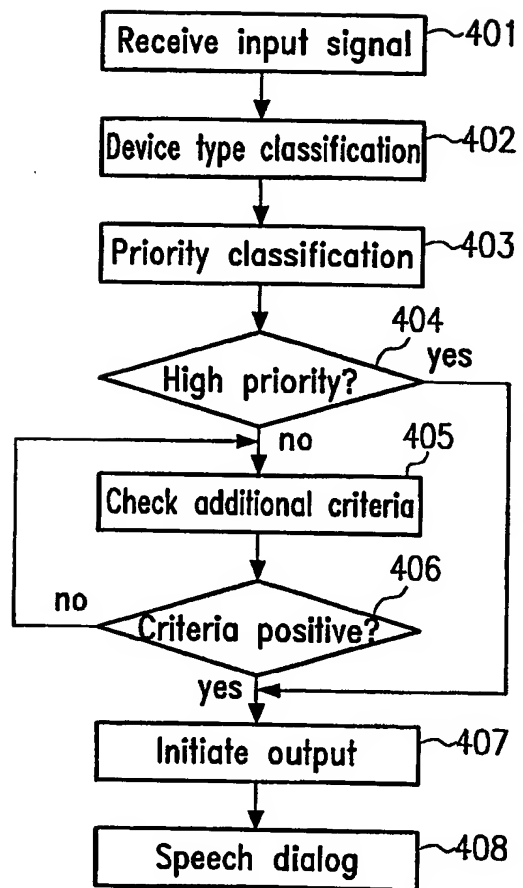 Receive input signal 401
Device type classification 402
Priority classification 403
404
yes
High priority?
no
405
Check additional criteria
406
no
Criteria positive?
yes
Initiate output 407
Speech dialog 408